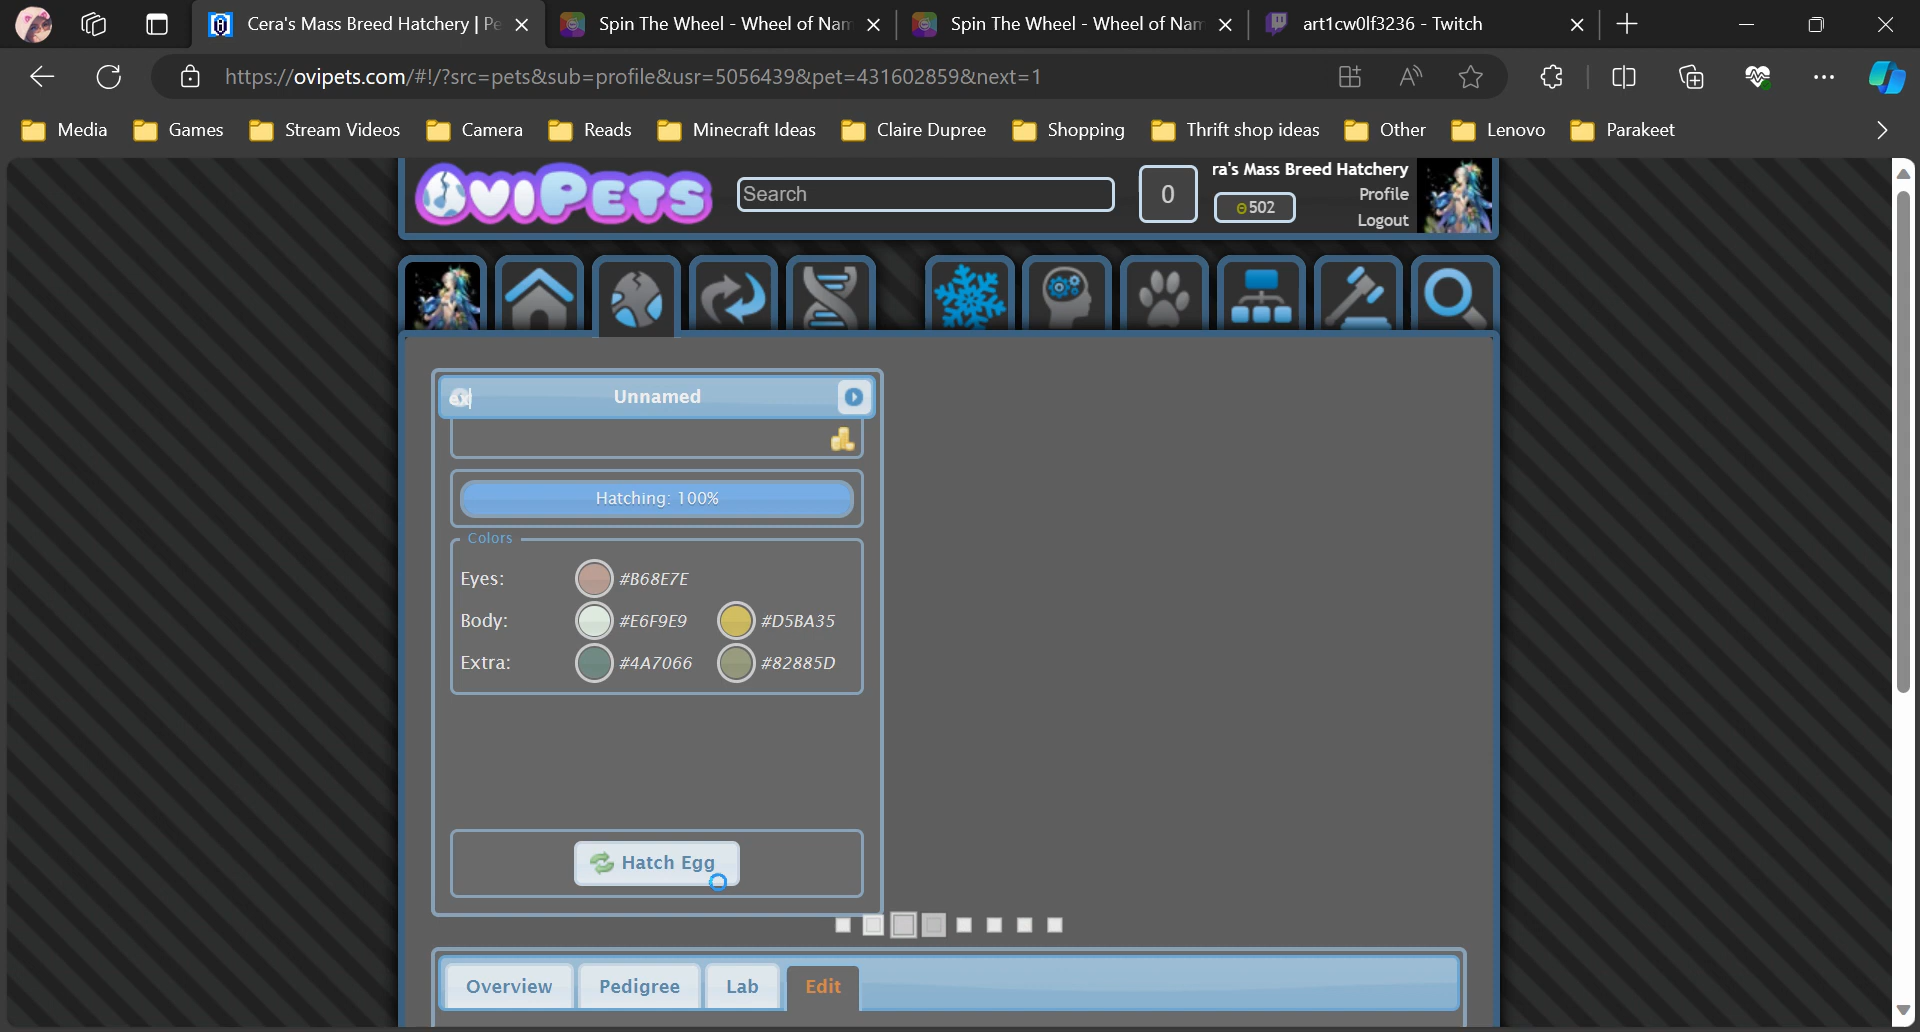 Cera's Mass Breed Hatchery | Pe
Spin The Wheel - Wheel of Nam
Spin The Wheel - Wheel of Nam
art1cw0lf3236 - Twitch
https://ovipets.com/#!/?src=pets&sub=profile&usr=5056439&pet=431602859&next=1
Media
Games
Stream Videos
Camera
Reads
Minecraft Ideas
Claire Dupree
Shopping
Thrift shop ideas
Other
Lenovo
Parakeet
OviPets
Search
0
ra's Mass Breed Hatchery
502
Profile
Logout
Unnamed
Hatching: 100%
Colors
Eyes: #B68E7E
Body: #E6F9E9 #D5BA35
Extra: #4A7066 #82885D
Hatch Egg
Overview Pedigree Lab Edit